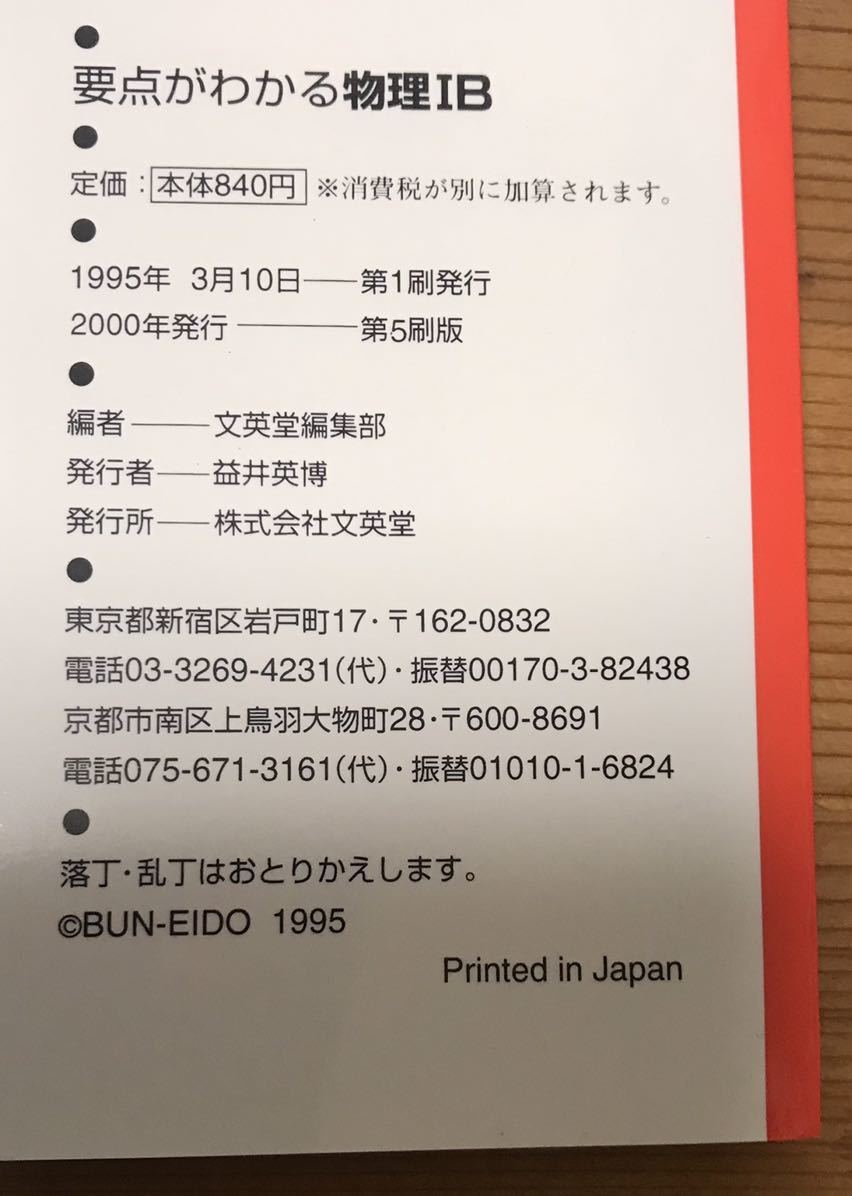 要点がわかる物理IB
定価:本体840円 ※消費税が別に加算されます。
1995年 3月10日――第1刷発行
2000年発行――――第5刷版
編者―――文英堂編集部
発行者――益井英博
発行所――株式会社文英堂
東京都新宿区岩戸町17・〒162-0832
電話03-3269-4231(代)・振替00170-3-82438
京都市南区上鳥羽大物町28・〒600-8691
電話075-671-3161(代)・振替01010-1-6824
落丁・乱丁はおとりかえします。
©BUN-EIDO 1995
Printed in Japan